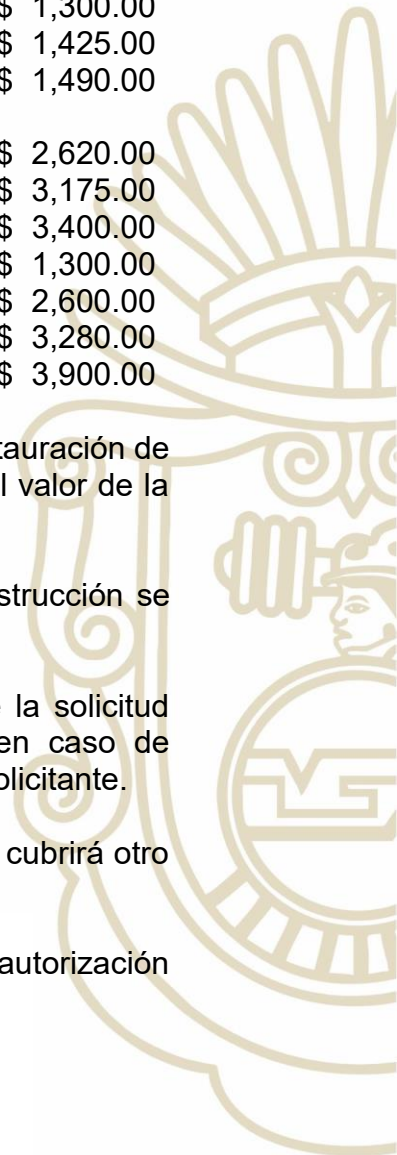 $ 1,300.00
$ 1,425.00
$ 1,490.00
$ 2,620.00
$ 3,175.00
$ 3,400.00
$ 1,300.00
$ 2,600.00
$ 3,280.00
$ 3,900.00
tauración de
l valor de la
strucción se
la solicitud
en caso de
olicitante.
cubrirá otro
autorización